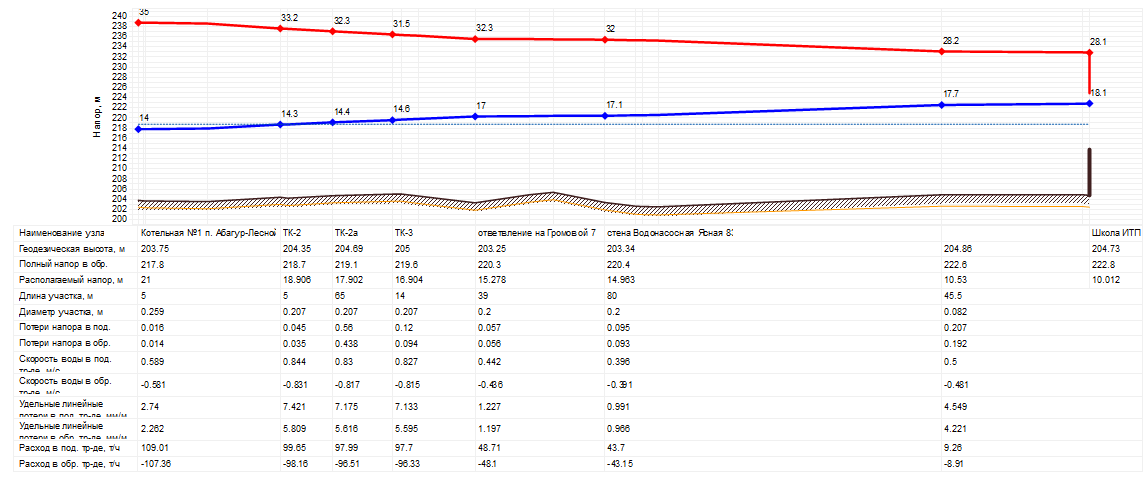 240
238
236
234
232
230
228
226
224
222
220
218
216
214
212
210
208
206
204
202
200
Напор, м
35
33.2
32.3
31.5
32.3
32
28.2
28.1
14
14.3
14.4
14.6
17
17.1
17.7
18.1
Наименование узла Котельная №1 п. Абагур-Лесной ТК-2 ТК-2а ТК-3 ответвление на Громовой 7 стена Водонасосная Ясная 83 Школа ИТП
Геодезическая высота, м 203.75 204.35 204.69 205 203.25 203.34 204.86 204.73
Полный напор в обр. 217.8 218.7 219.1 219.6 220.3 220.4 222.6 222.8
Располагаемый напор, м 21 18.906 17.902 16.904 15.278 14.963 10.53 10.012
Длина участка, м 5 5 65 14 39 80 45.5
Диаметр участка, м 0.259 0.207 0.207 0.207 0.2 0.2 0.082
Потери напора в под. 0.016 0.045 0.56 0.12 0.057 0.095 0.207
Потери напора в обр. 0.014 0.035 0.438 0.094 0.056 0.093 0.192
Скорость воды в под. 0.589 0.844 0.83 0.827 0.442 0.396 0.5
тр-де, м/с
Скорость воды в обр. -0.581 -0.831 -0.817 -0.815 -0.436 -0.391 -0.481
тр-де, м/с
Удельные линейные 2.74 7.421 7.175 7.133 1.227 0.991 4.549
потери в под. тр-де, мм/м
Удельные линейные 2.262 5.809 5.616 5.595 1.197 0.966 4.221
потери в обр. тр-де, мм/м
Расход в под. тр-де, т/ч 109.01 99.65 97.99 97.7 48.71 43.7 9.26
Расход в обр. тр-де, т/ч -107.36 -98.16 -96.51 -96.33 -48.1 -43.15 -8.91